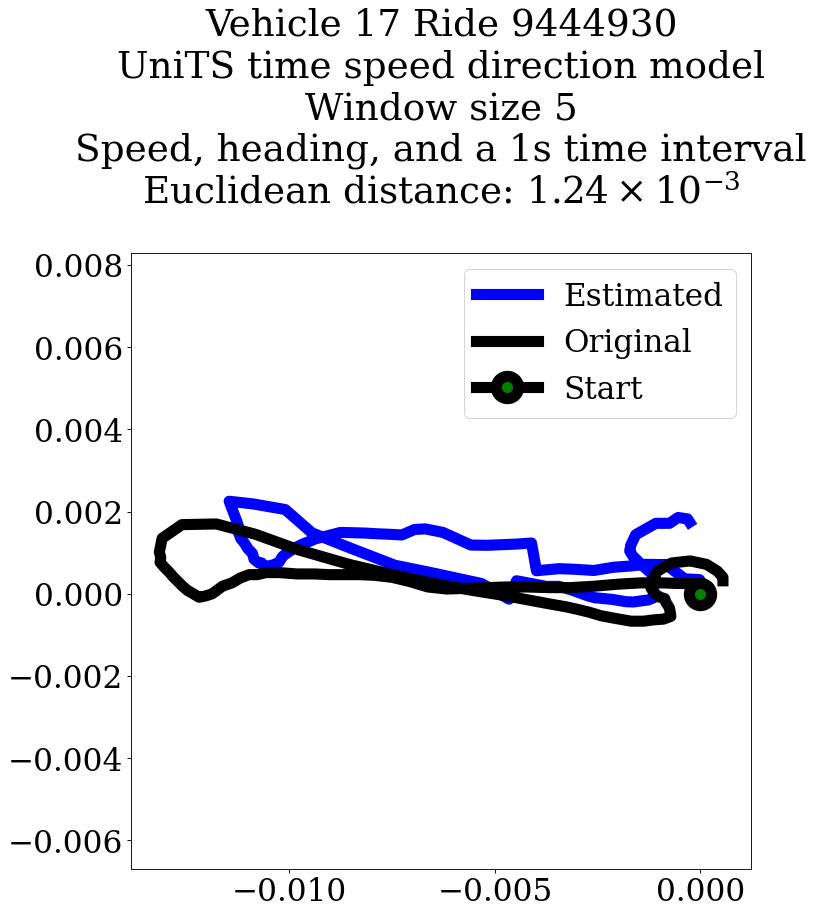 Vehicle 17 Ride 9444930
UniTS time speed direction model
Window size 5
Speed, heading, and a 1s time interval
Euclidean distance: 1.24 × 10⁻³
Estimated
Original
Start
0.008
0.006
0.004
0.002
0.000
−0.002
−0.004
−0.006
−0.010
−0.005
0.000